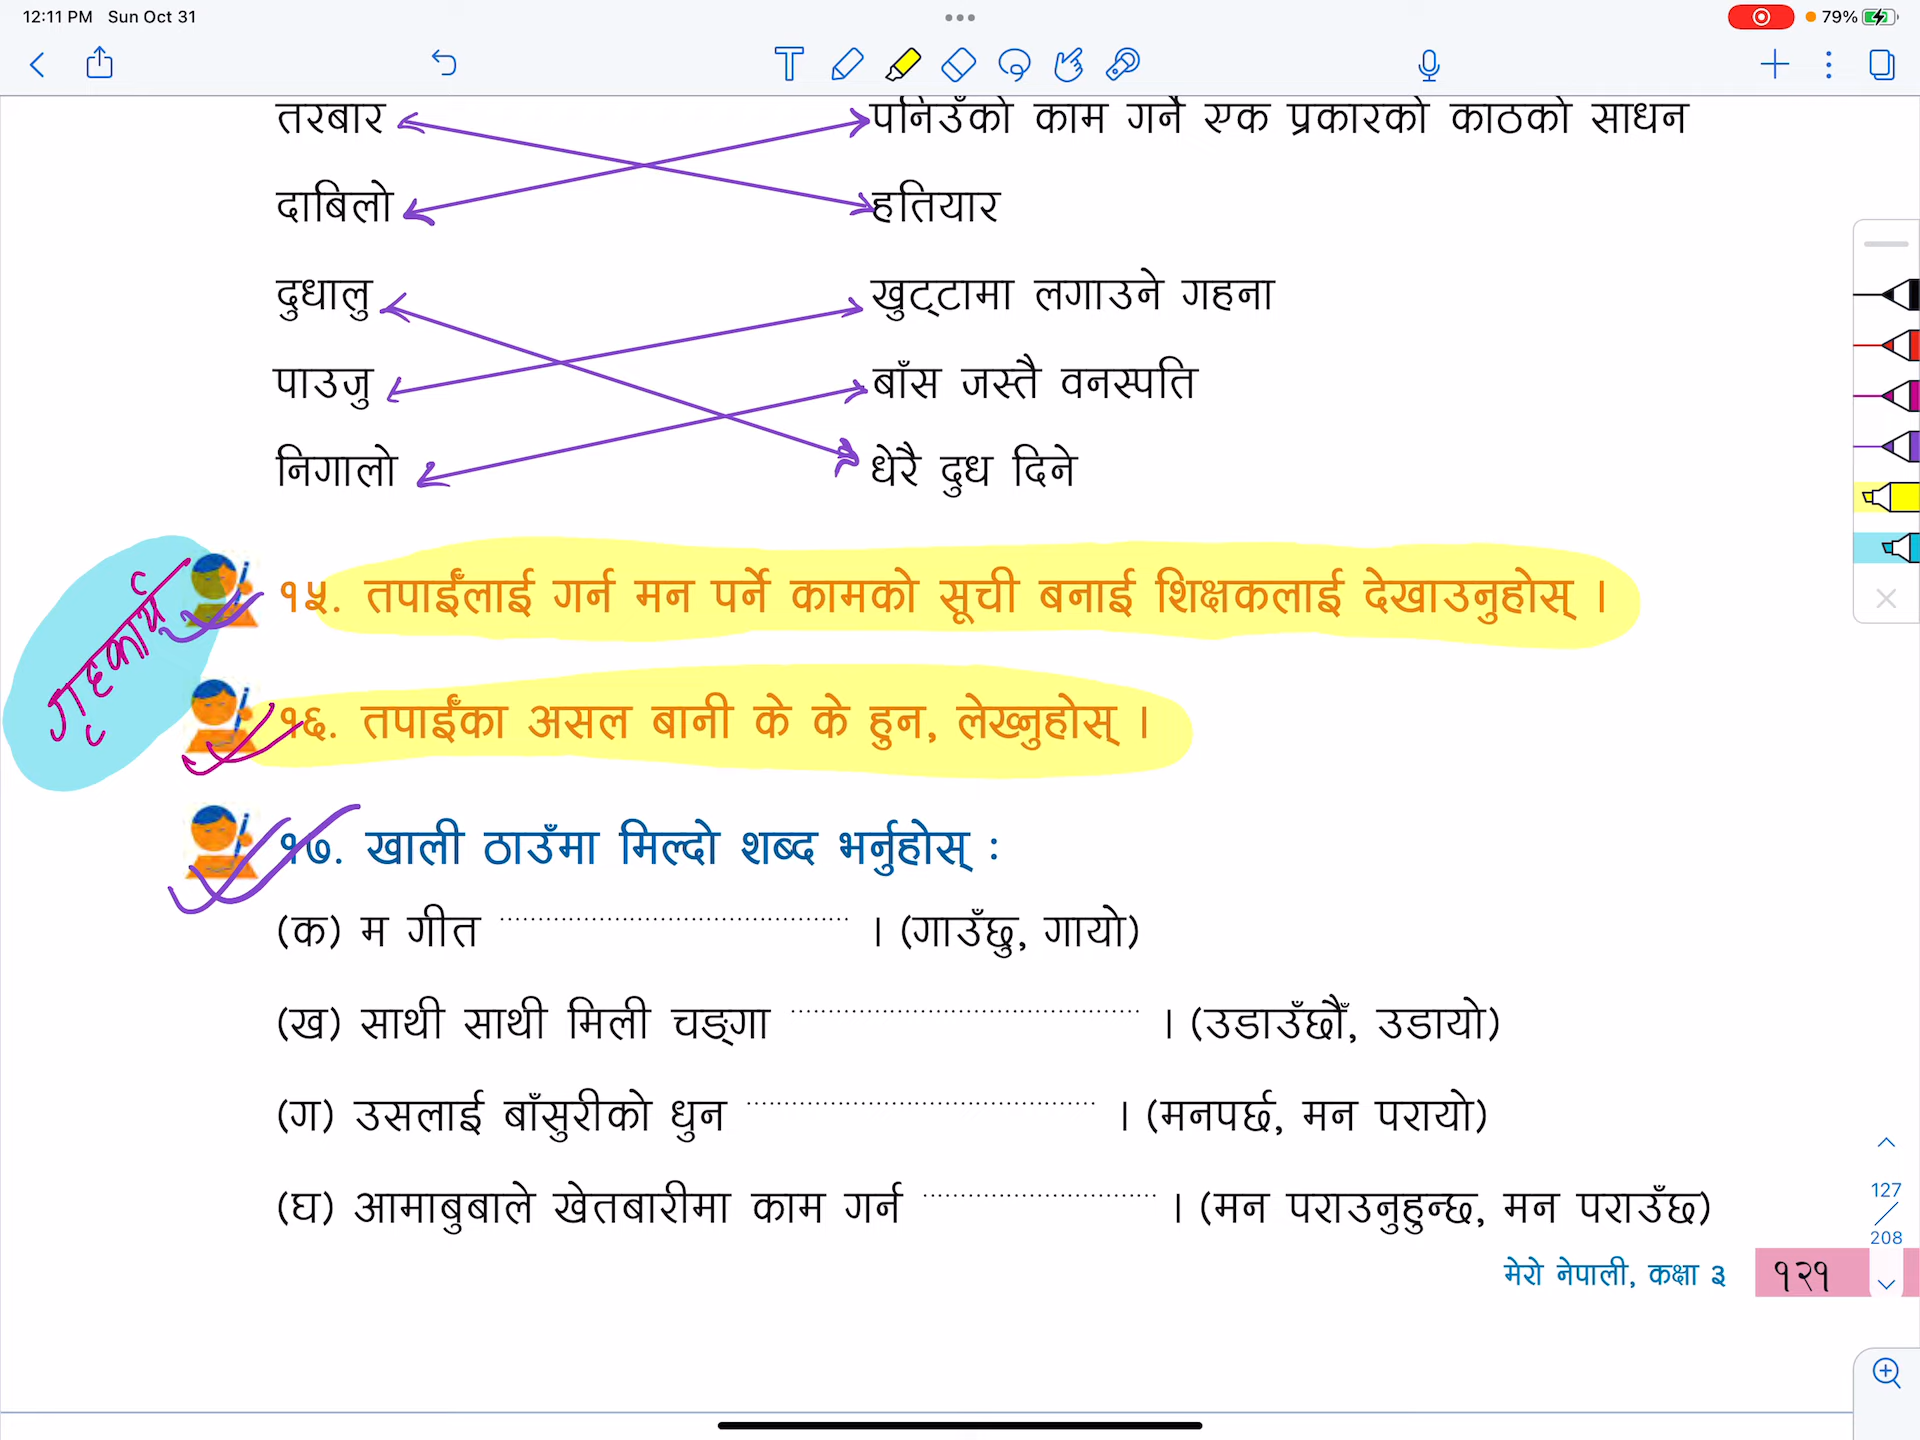 12:11 PM Sun Oct 31
79%
तरबार पनिउँको काम गर्ने एक प्रकारको काठको साधन
दाबिलो हतियार
दुधालु खुट्टामा लगाउने गहना
पाउजु बाँस जस्तै वनस्पति
निगालो धेरै दुध दिने
गृहकार्य
१५. तपाईंलाई गर्न मन पर्ने कामको सूची बनाई शिक्षकलाई देखाउनुहोस् ।
१६. तपाईंका असल बानी के के हुन, लेख्नुहोस् ।
१७. खाली ठाउँमा मिल्दो शब्द भर्नुहोस् :
(क) म गीत .................... । (गाउँछु, गायो)
(ख) साथी साथी मिली चङ्गा .................... । (उडाउँछौँ, उडायो)
(ग) उसलाई बाँसुरीको धुन .................... । (मनपर्छ, मन परायो)
(घ) आमाबुबाले खेतबारीमा काम गर्न .................... । (मन पराउनुहुन्छ, मन पराउँछ)
127
208
मेरो नेपाली, कक्षा ३ १२१